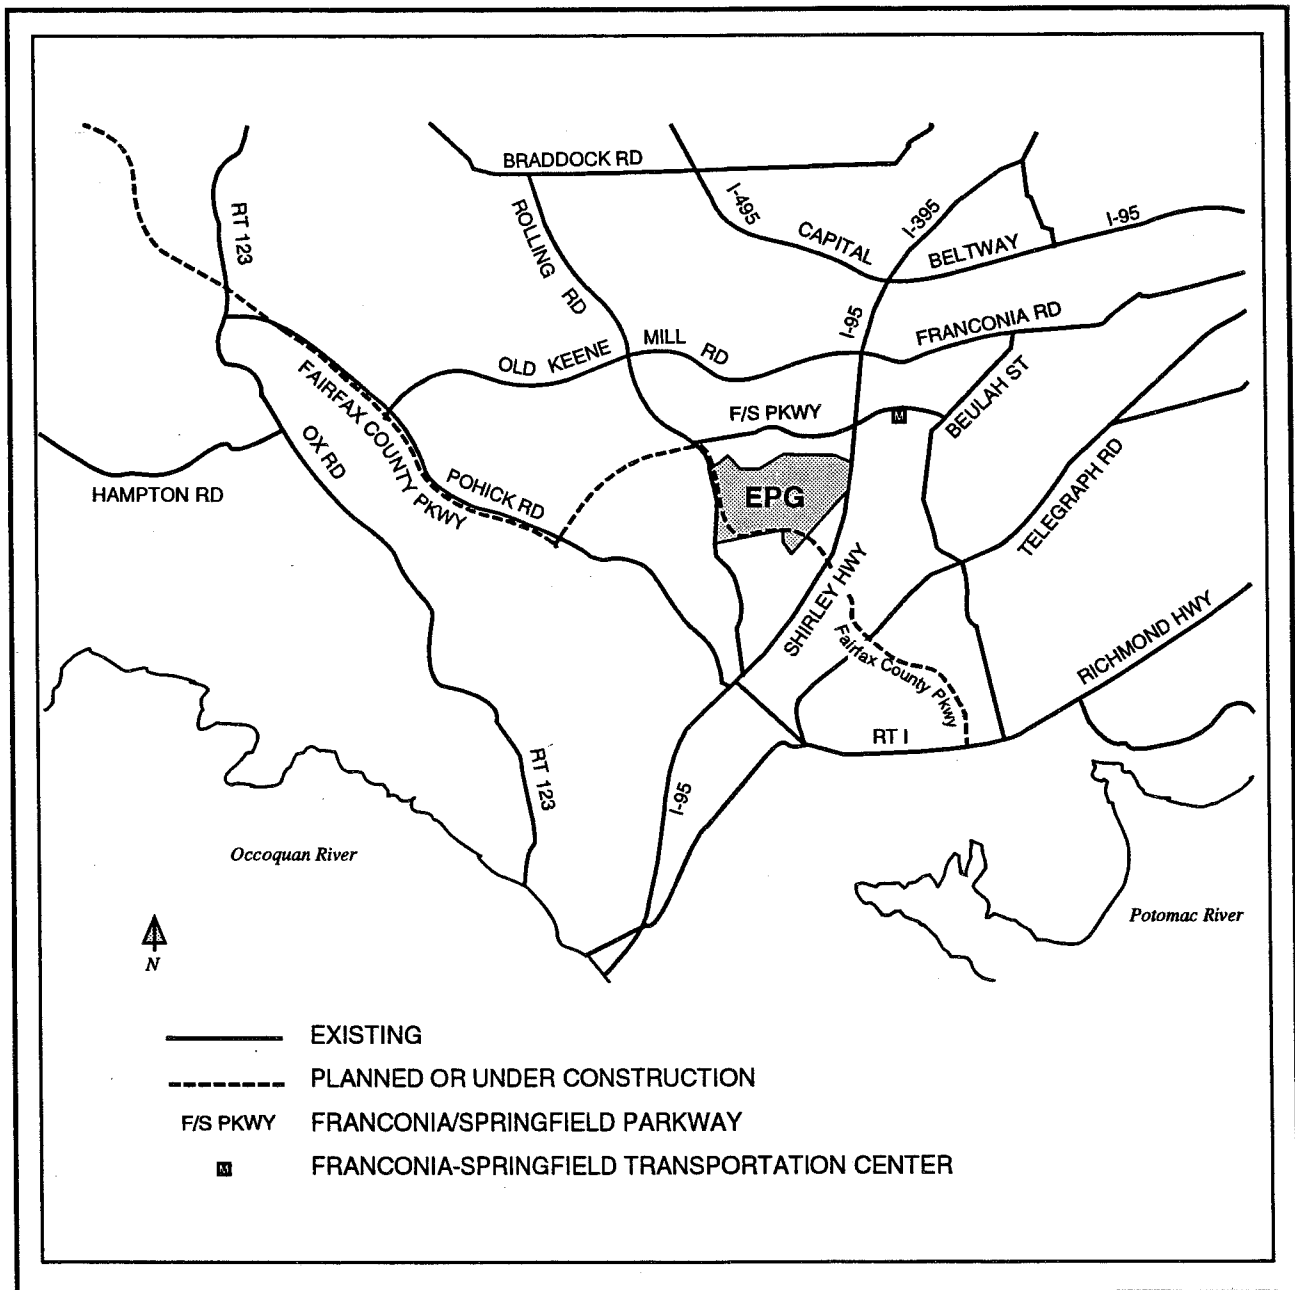 BRADDOCK RD
RT 123
ROLLING RD
I-495
CAPITAL
BELTWAY
I-395
I-95
I-95
FRANCONIA RD
OLD KEENE
MILL RD
F/S PKWY
M
BEULAH ST
FAIRFAX COUNTY PKWY
OX RD
HAMPTON RD
POHICK RD
EPG
TELEGRAPH RD
SHIRLEY HWY
Fairfax County Pkwy
RICHMOND HWY
RT I
RT 123
I-95
Occoquan River
Potomac River
N
EXISTING
PLANNED OR UNDER CONSTRUCTION
F/S PKWY FRANCONIA/SPRINGFIELD PARKWAY
M FRANCONIA-SPRINGFIELD TRANSPORTATION CENTER